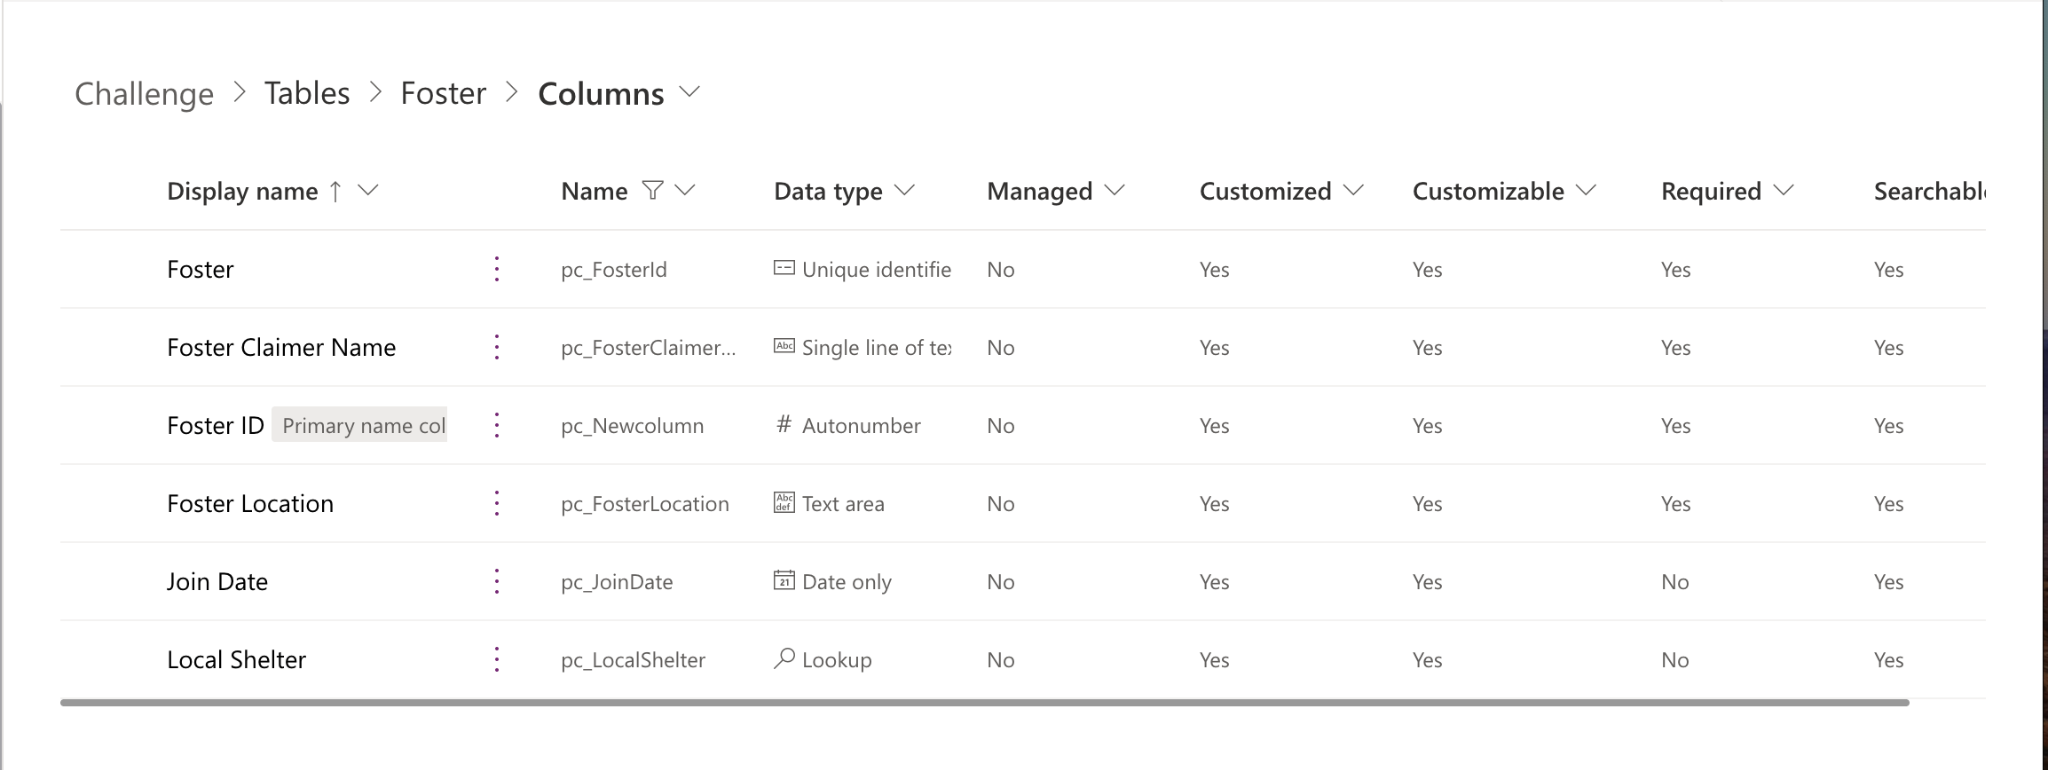 Challenge > Tables > Foster > Columns
Display name ↑ Name Data type Managed Customized Customizable Required Searchabl
Foster pc_FosterId Unique identifie No Yes Yes Yes Yes
Foster Claimer Name pc_FosterClaimer... Abc Single line of te No Yes Yes Yes Yes
Foster ID Primary name col pc_Newcolumn # Autonumber No Yes Yes Yes Yes
Foster Location pc_FosterLocation Abc def Text area No Yes Yes Yes Yes
Join Date pc_JoinDate 21 Date only No Yes Yes No Yes
Local Shelter pc_LocalShelter Lookup No Yes Yes No Yes